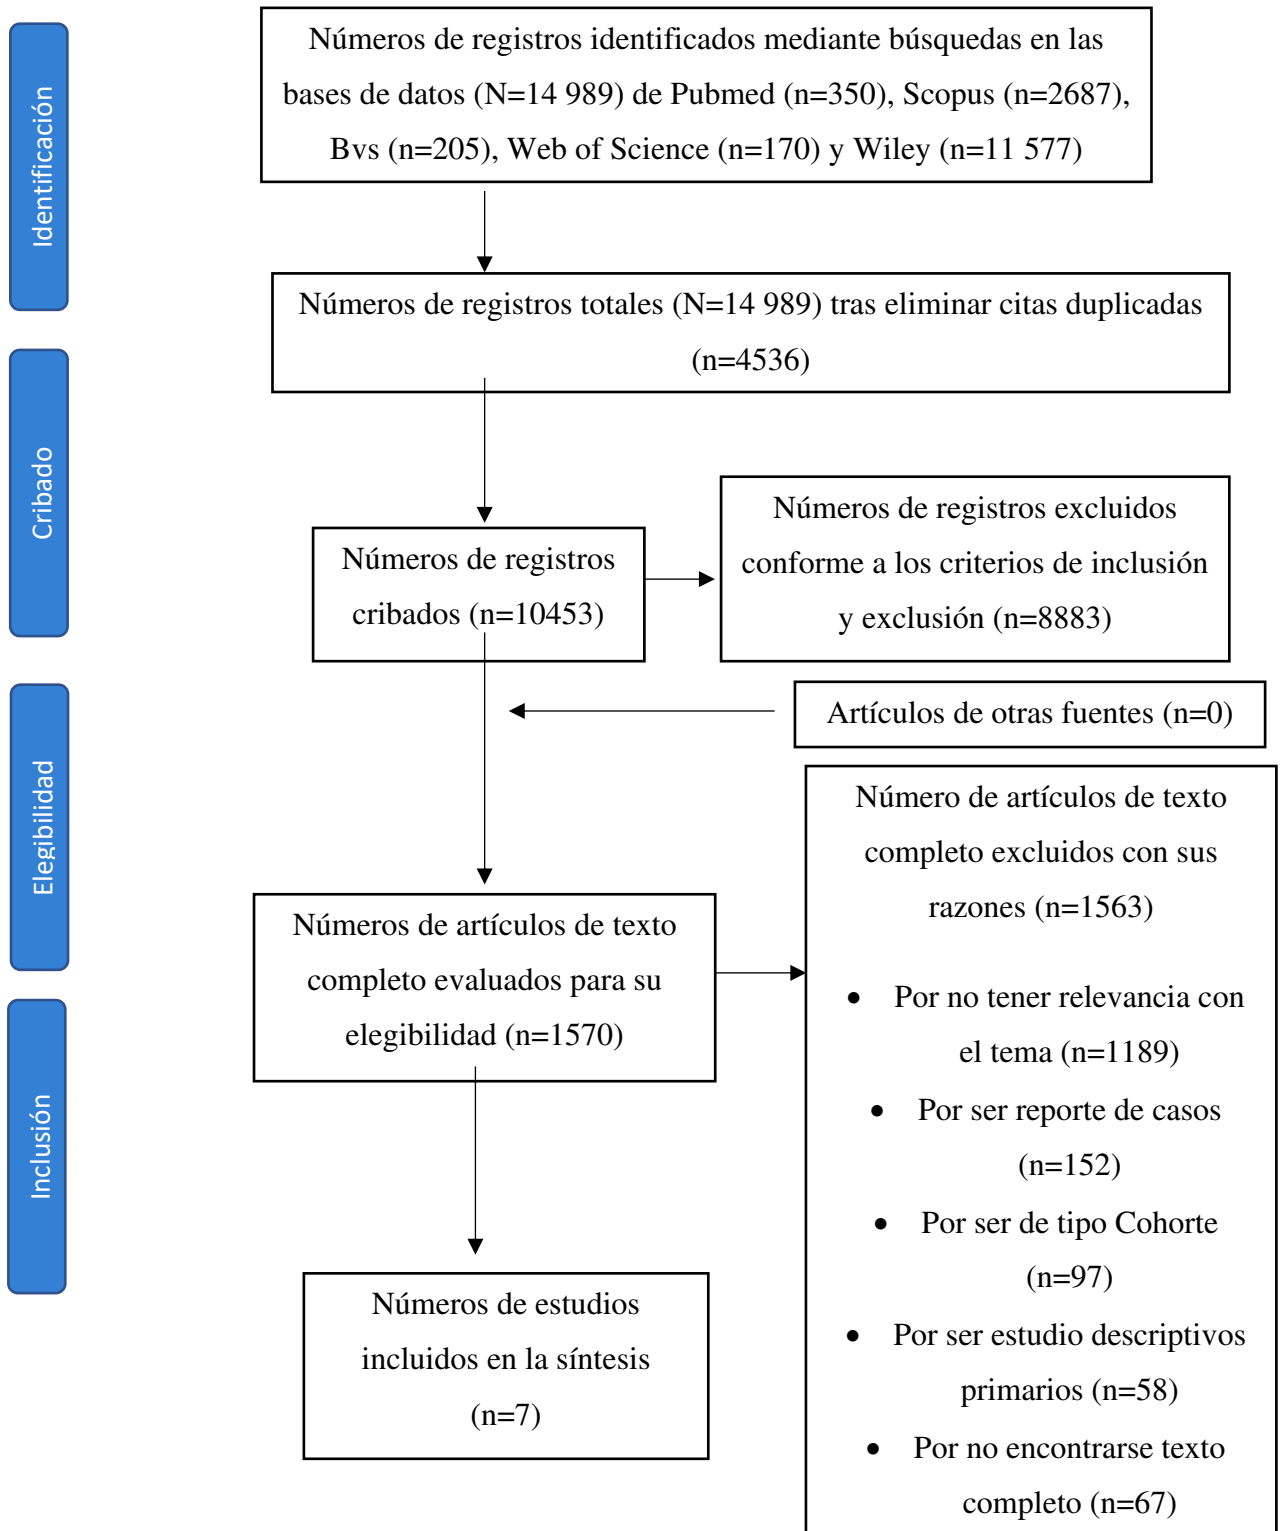 Identificación
Números de registros identificados mediante búsquedas en las
bases de datos (N=14 989) de Pubmed (n=350), Scopus (n=2687),
Bvs (n=205), Web of Science (n=170) y Wiley (n=11 577)
Números de registros totales (N=14 989) tras eliminar citas duplicadas
(n=4536)
Cribado
Números de registros
cribados (n=10453)
Números de registros excluidos
conforme a los criterios de inclusión
y exclusión (n=8883)
Artículos de otras fuentes (n=0)
Elegibilidad
Números de artículos de texto
completo evaluados para su
elegibilidad (n=1570)
Número de artículos de texto
completo excluidos con sus
razones (n=1563)
• Por no tener relevancia con
el tema (n=1189)
• Por ser reporte de casos
(n=152)
• Por ser de tipo Cohorte
(n=97)
• Por ser estudio descriptivos
primarios (n=58)
• Por no encontrarse texto
completo (n=67)
Inclusión
Números de estudios
incluidos en la síntesis
(n=7)